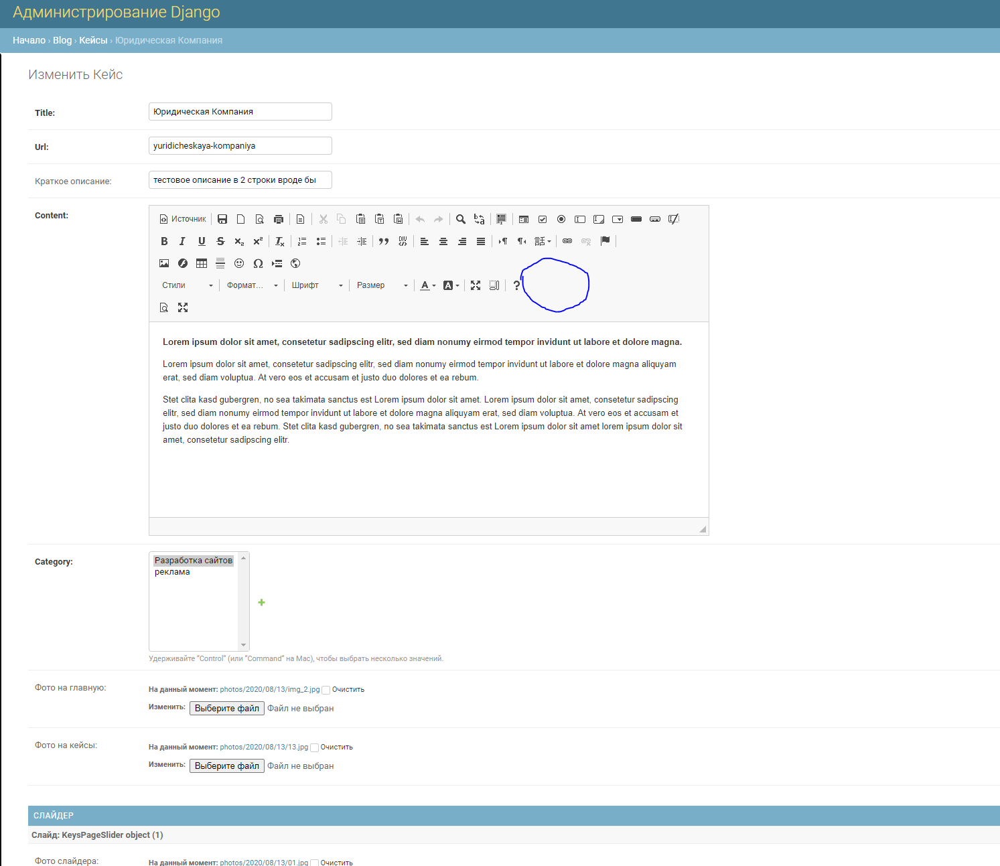 Администрирование Django
Начало › Blog › Кейсы › Юридическая Компания
Изменить Кейс
Title: Юридическая Компания
Url: yuridicheskaya-kompaniya
Краткое описание: тестовое описание в 2 строки вроде бы
Content:
Источник
Стили Формат... Шрифт Размер
Lorem ipsum dolor sit amet, consetetur sadipscing elitr, sed diam nonumy eirmod tempor invidunt ut labore et dolore magna.
Lorem ipsum dolor sit amet, consetetur sadipscing elitr, sed diam nonumy eirmod tempor invidunt ut labore et dolore magna aliquyam
erat, sed diam voluptua. At vero eos et accusam et justo duo dolores et ea rebum.
Stet clita kasd gubergren, no sea takimata sanctus est Lorem ipsum dolor sit amet. Lorem ipsum dolor sit amet, consetetur sadipscing
elitr, sed diam nonumy eirmod tempor invidunt ut labore et dolore magna aliquyam erat, sed diam voluptua. At vero eos et accusam et
justo duo dolores et ea rebum. Stet clita kasd gubergren, no sea takimata sanctus est Lorem ipsum dolor sit amet lorem ipsum dolor sit
amet, consetetur sadipscing elitr.
Category:
Разработка сайтов
реклама
Удерживайте “Control” (или “Command” на Mac), чтобы выбрать несколько значений.
Фото на главную:
На данный момент: photos/2020/08/13/img_2.jpg Очистить
Изменить: Выберите файл Файл не выбран
Фото на кейсы:
На данный момент: photos/2020/08/13/13.jpg Очистить
Изменить: Выберите файл Файл не выбран
СЛАЙДЕР
Слайд: KeysPageSlider object (1)
Фото слайдера: На данный момент: photos/2020/08/13/01.jpg Очистить